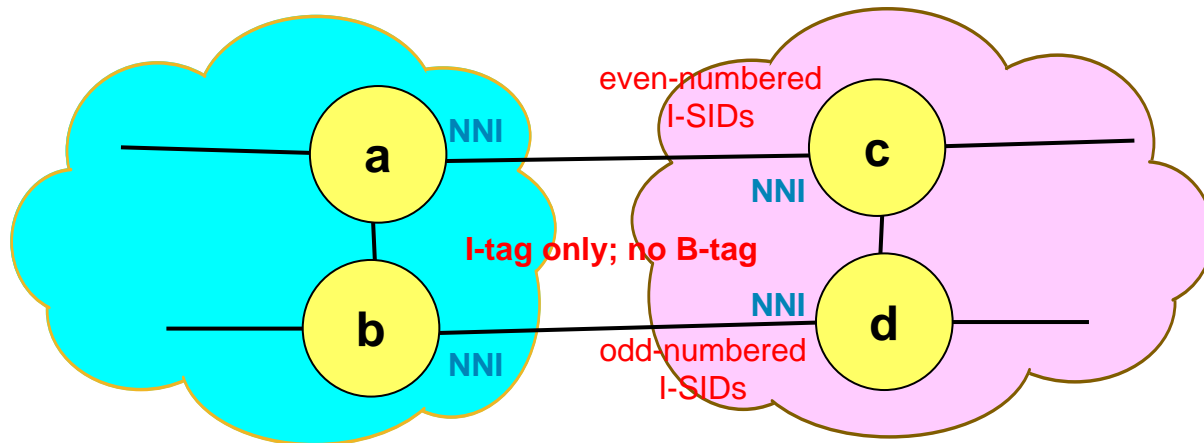 even-numbered
I-SIDs
NNI
a
c
NNI
I-tag only; no B-tag
NNI
b
d
odd-numbered
NNI
I-SIDs